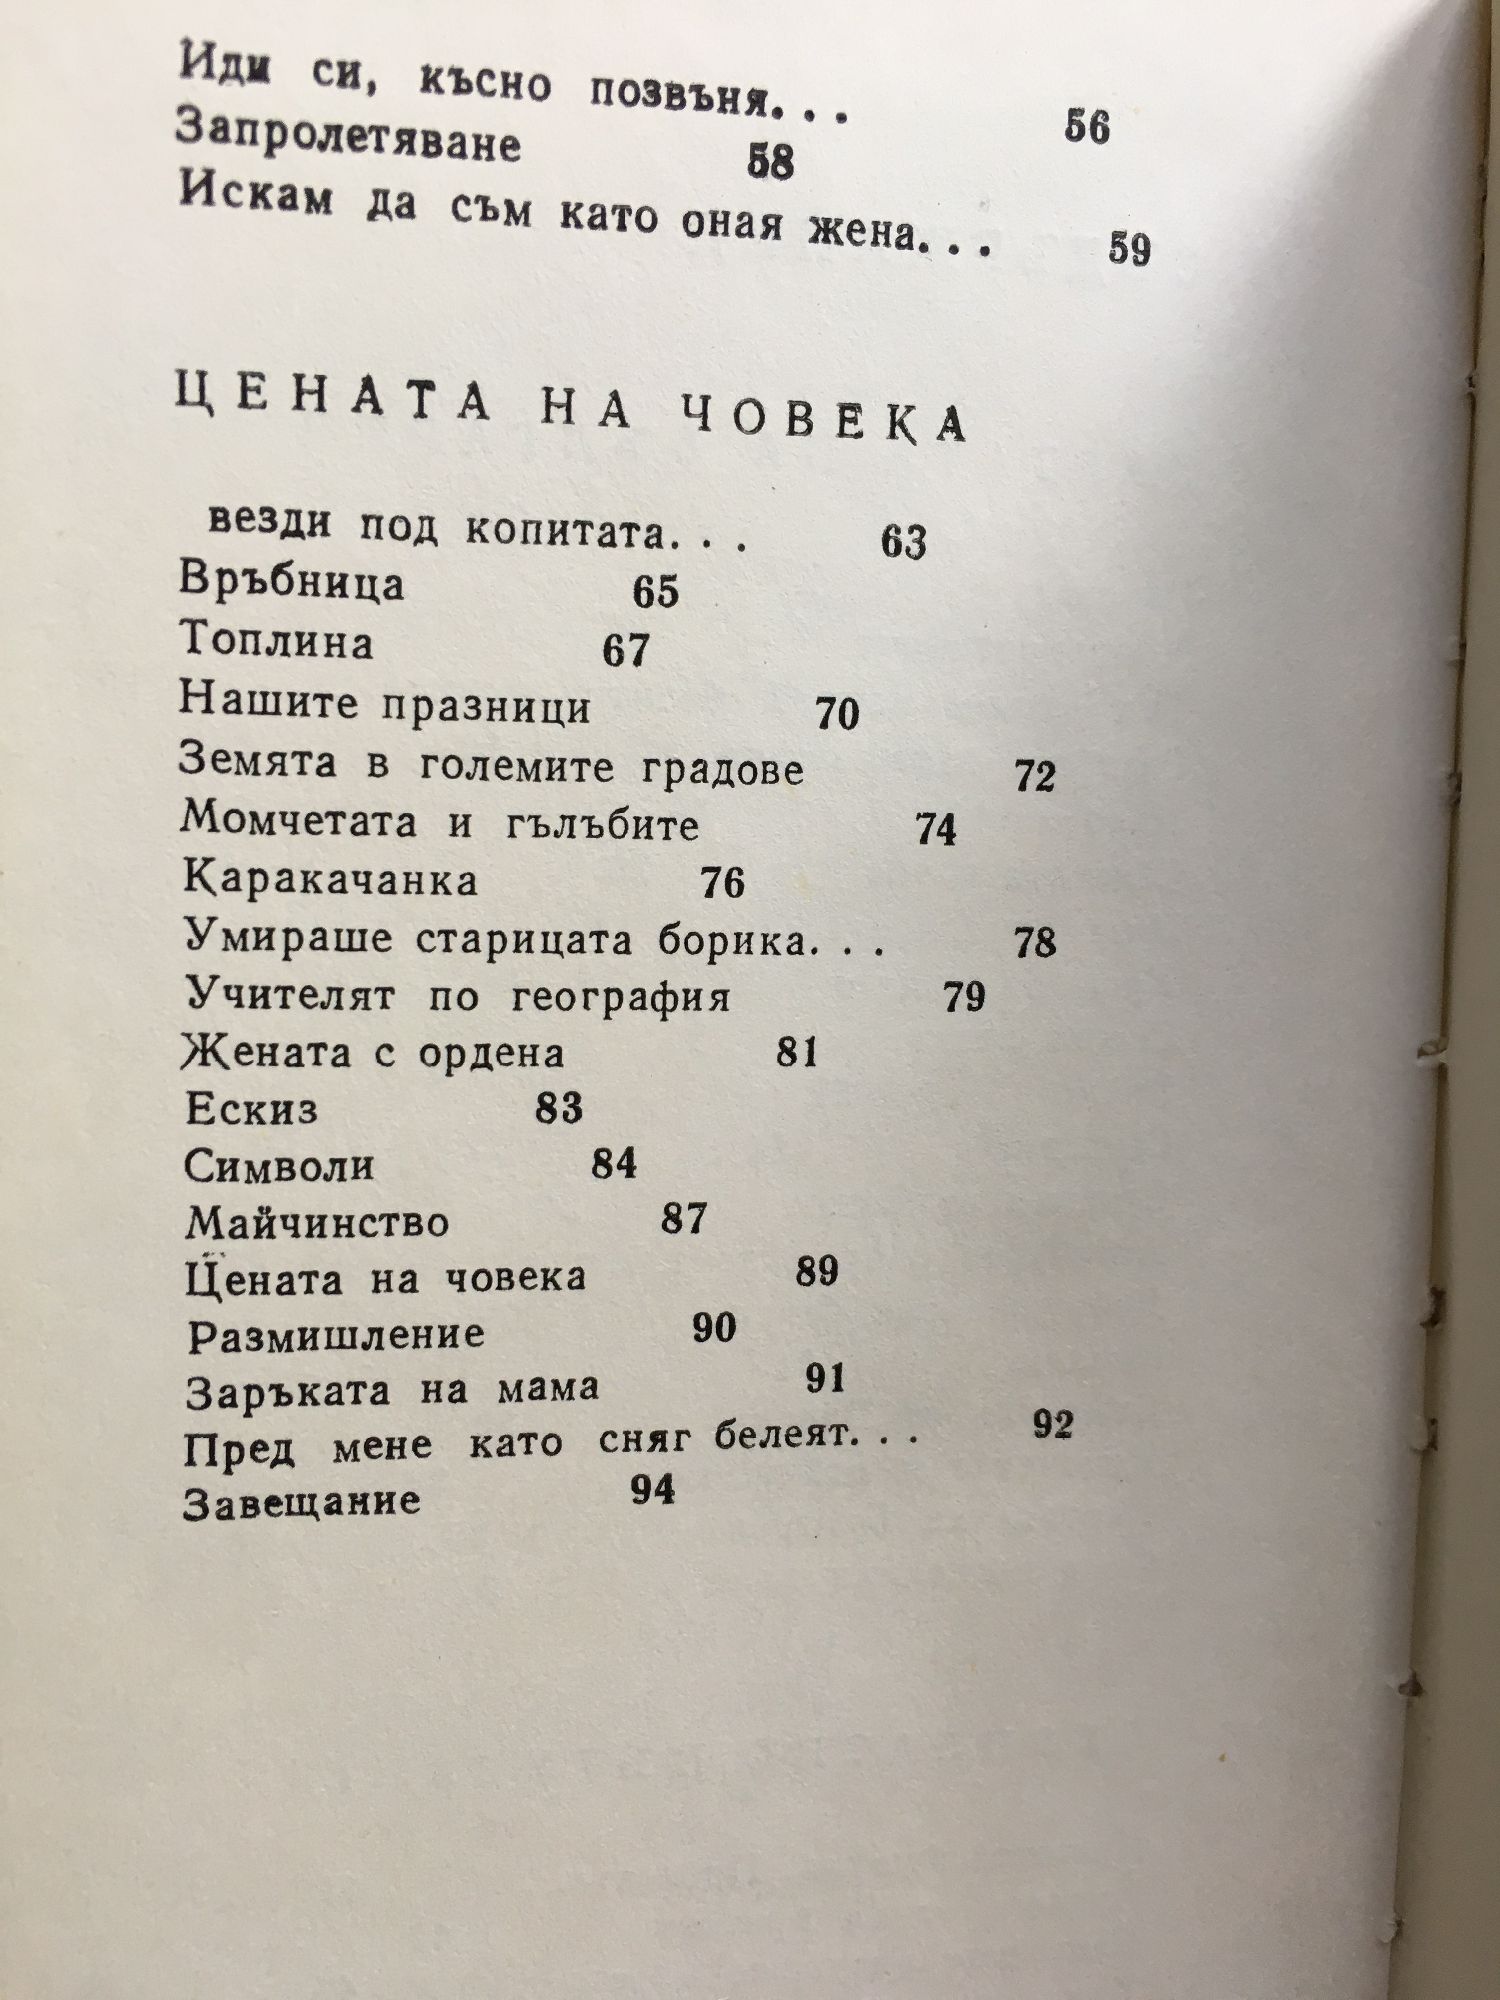 Иди си, късно позвъня... 56
Запролетяване 58
Искам да съм като оная жена... 59
ЦЕНАТА НА ЧОВЕКА
везди под копитата... 63
Връбница 65
Топлина 67
Нашите празници 70
Земята в големите градове 72
Момчетата и гълъбите 74
Каракачанка 76
Умираше старицата борика... 78
Учителят по география 79
Жената с ордена 81
Ескиз 83
Символи 84
Майчинство 87
Цената на човека 89
Размишление 90
Заръката на мама 91
Пред мене като сняг белеят... 92
Завещание 94